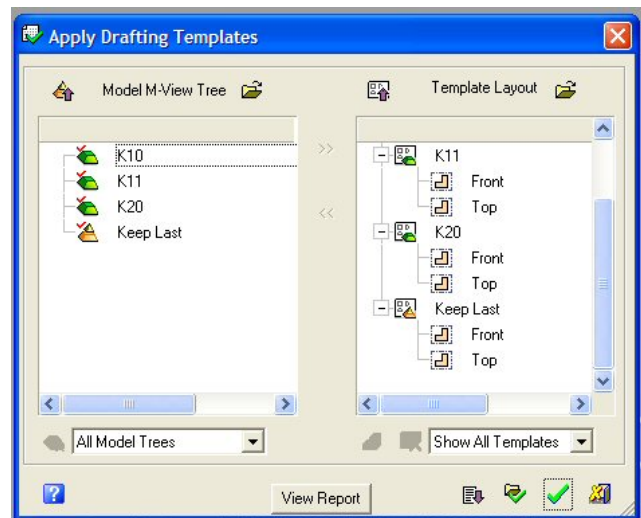 Apply Drafting Templates
Model M-View Tree
Template Layout
K10
K11
K20
Keep Last
>>
<<
K11
Front
Top
K20
Front
Top
Keep Last
Front
Top
All Model Trees
Show All Templates
?
View Report